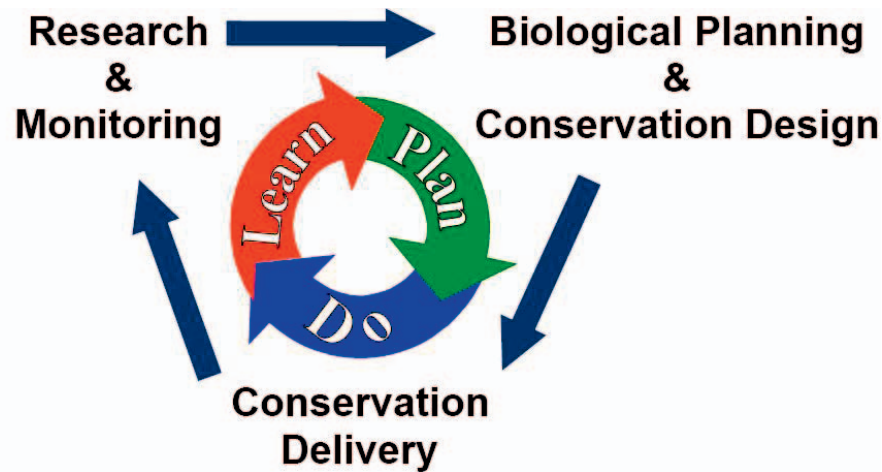 Research
&
Monitoring
Biological Planning
&
Conservation Design
Learn
Plan
Do
Conservation
Delivery